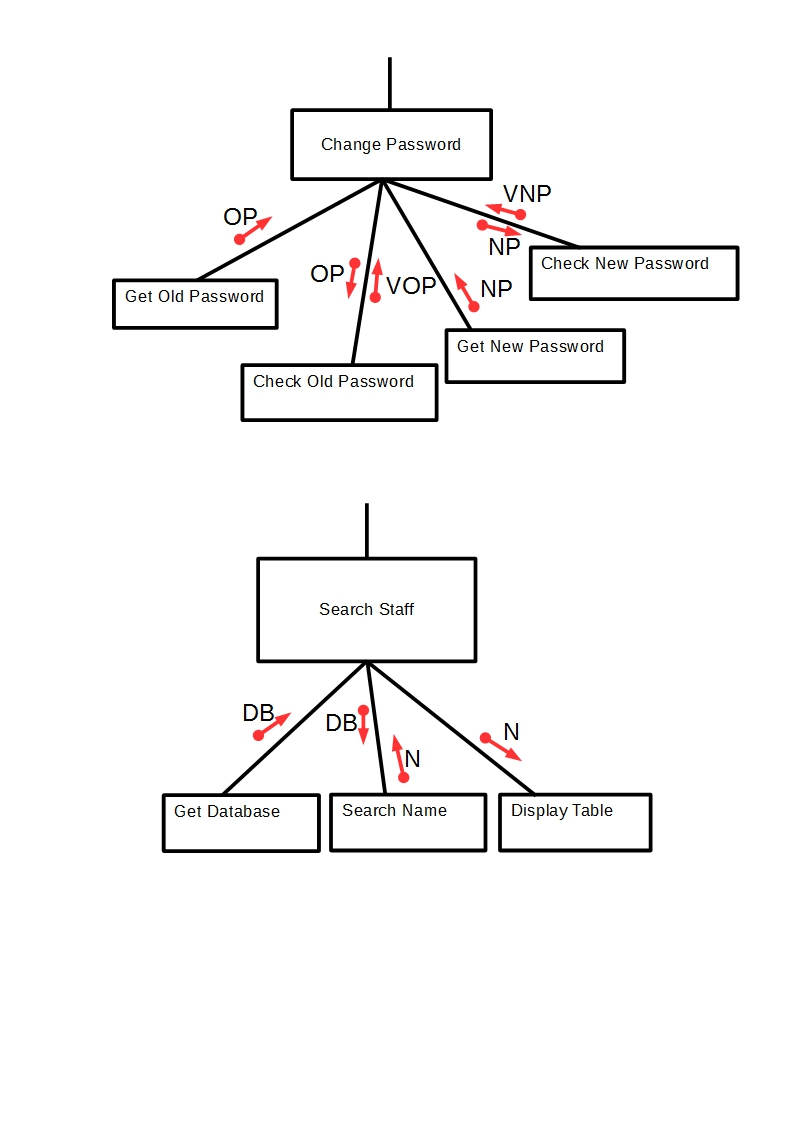 Change Password
VNP
OP
NP
Check New Password
OP
VOP
NP
Get Old Password
Get New Password
Check Old Password
Search Staff
DB
DB
N
N
Get Database
Search Name
Display Table